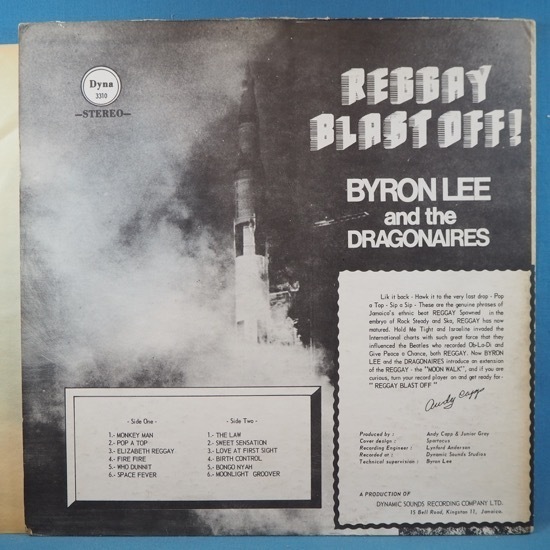 Dyna
3310
-STEREO-
REGGAY
BLAST OFF!
BYRON LEE
and the
DRAGONAIRES
Lik it back - Hawk it to the very last drop - Pop
a Top - Sip a Sip - These are the genuine phrases of
Jamaica's ethnic beat REGGAY Spawned in the
embryo of Rock Steady and Ska, REGGAY has now
matured. Hold Me Tight and Israeline invaded the
International charts with such great force that they
influenced the Beatles who recorded Ob-La-Di and
Give Peace a Chance, both REGGAY. Now BYRON
LEE and the DRAGONAIRES introduce an extension
of the REGGAY - the "MOON WALK", and if you are
curious, turn your record player on and get ready for-
" REGGAY BLAST OFF "
Andy Capp
- Side One -
1.- MONKEY MAN
2.- POP A TOP
3.- ELIZABETH REGGAY
4.- FIRE FIRE
5.- WHO DUNNIT
6.- SPACE FEVER
- Side Two -
1.- THE LAW
2.- SWEET SENSATION
3.- LOVE AT FIRST SIGHT
4.- BIRTH CONTROL
5.- BONGO NYAH
6.- MOONLIGHT GROOVER
Produced by : Andy Capp & Junior Gray
Cover design : Spartacus
Recording Engineer : Lynford Anderson
Recorded at : Dynamic Sounds Studios
Technical supervision : Byron Lee
A PRODUCTION OF
DYNAMIC SOUNDS RECORDING COMPANY LTD.
15 Bell Road, Kingston 11, Jamaica.